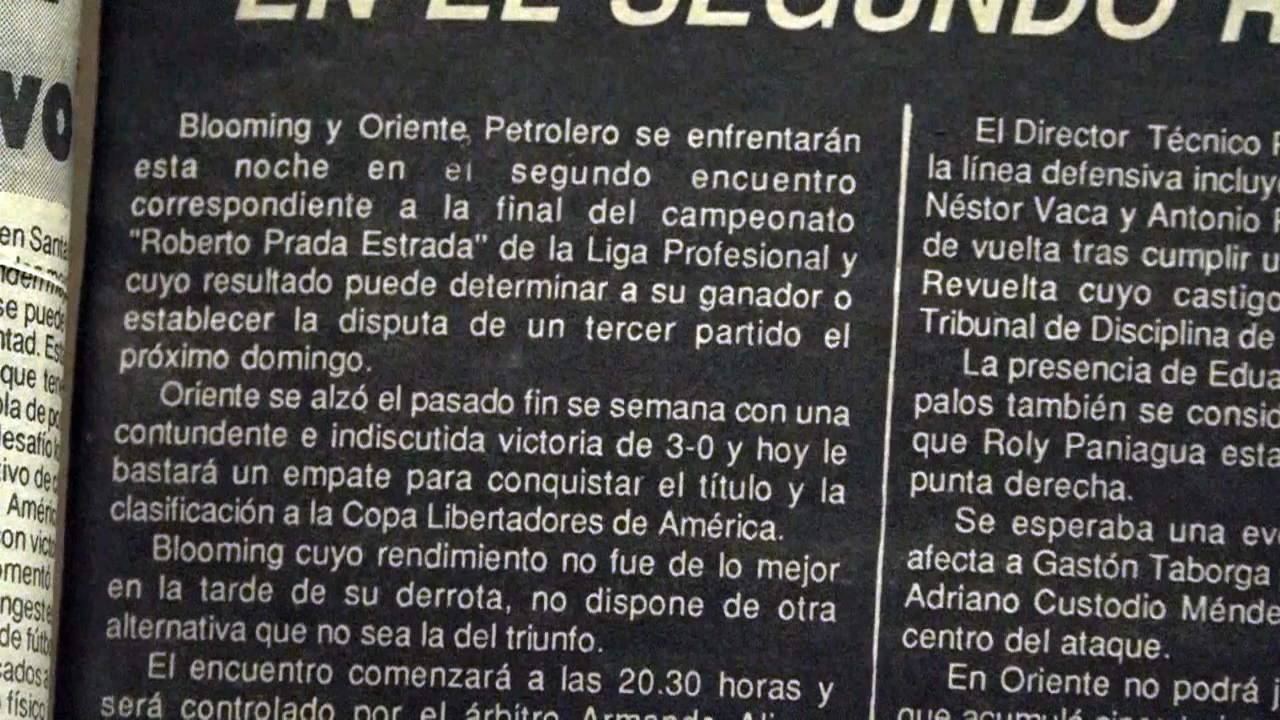 EN EL SEGUNDO
Blooming y Oriente Petrolero se enfrentarán
esta noche en el segundo encuentro
correspondiente a la final del campeonato
"Roberto Prada Estrada" de la Liga Profesional y
cuyo resultado puede determinar a su ganador o
establecer la disputa de un tercer partido el
próximo domingo.
Oriente se alzó el pasado fin se semana con una
contundente e indiscutida victoria de 3-0 y hoy le
bastará un empate para conquistar el título y la
clasificación a la Copa Libertadores de América.
Blooming cuyo rendimiento no fue de lo mejor
en la tarde de su derrota, no dispone de otra
alternativa que no sea la del triunfo.
El encuentro comenzará a las 20.30 horas y
será controlado por el árbitro Armando
El Director Técnico
la línea defensiva
Néstor Vaca y Antonio
de vuelta tras cumplir
Revuelta cuyo
Tribunal de Disciplina de
La presencia de
palos también se
que Roly Paniagua
punta derecha.
Se esperaba una
afecta a Gastón Taborga
Adriano Custodio
centro del ataque.
En Oriente no podrá
que acumuló
en
se
que
de
América
de